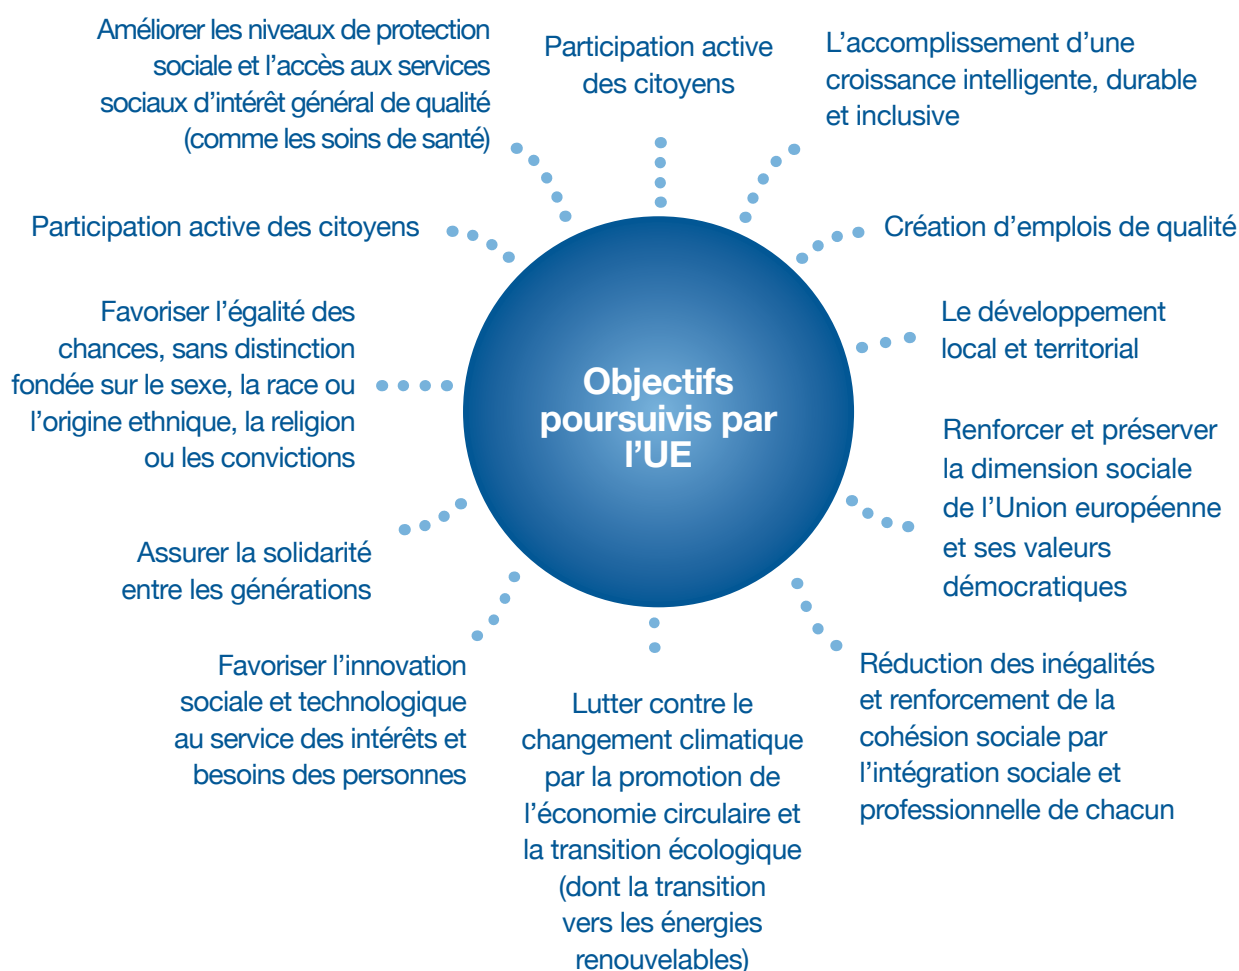 Améliorer les niveaux de protection
sociale et l’accès aux services
sociaux d’intérêt général de qualité
(comme les soins de santé)
Participation active
des citoyens
L’accomplissement d’une
croissance intelligente, durable
et inclusive
Participation active des citoyens
Création d’emplois de qualité
Favoriser l’égalité des
chances, sans distinction
fondée sur le sexe, la race ou
l’origine ethnique, la religion
ou les convictions
Objectifs
poursuivis par
l’UE
Le développement
local et territorial
Renforcer et préserver
la dimension sociale
de l’Union européenne
et ses valeurs
démocratiques
Assurer la solidarité
entre les générations
Favoriser l’innovation
sociale et technologique
au service des intérêts et
besoins des personnes
Lutter contre le
changement climatique
par la promotion de
l’économie circulaire et
la transition écologique
(dont la transition
vers les énergies
renouvelables)
Réduction des inégalités
et renforcement de la
cohésion sociale par
l’intégration sociale et
professionnelle de chacun